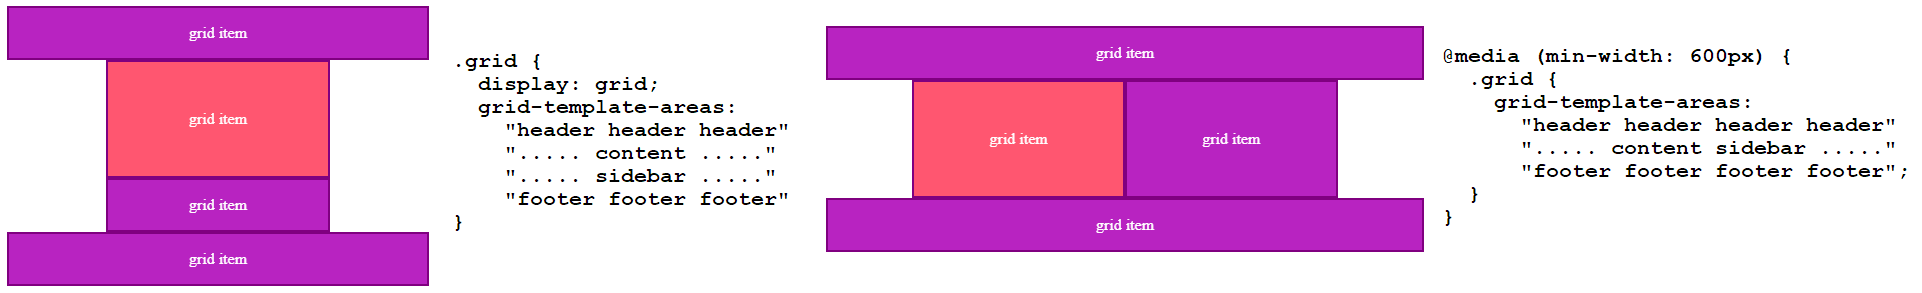 grid item
grid item
grid item
grid item
.grid {
  display: grid;
  grid-template-areas:
    "header header header"
    "..... content ....."
    "..... sidebar ....."
    "footer footer footer"
}
grid item
grid item grid item
grid item
@media (min-width: 600px) {
  .grid {
    grid-template-areas:
      "header header header header"
      "..... content sidebar ....."
      "footer footer footer footer";
  }
}